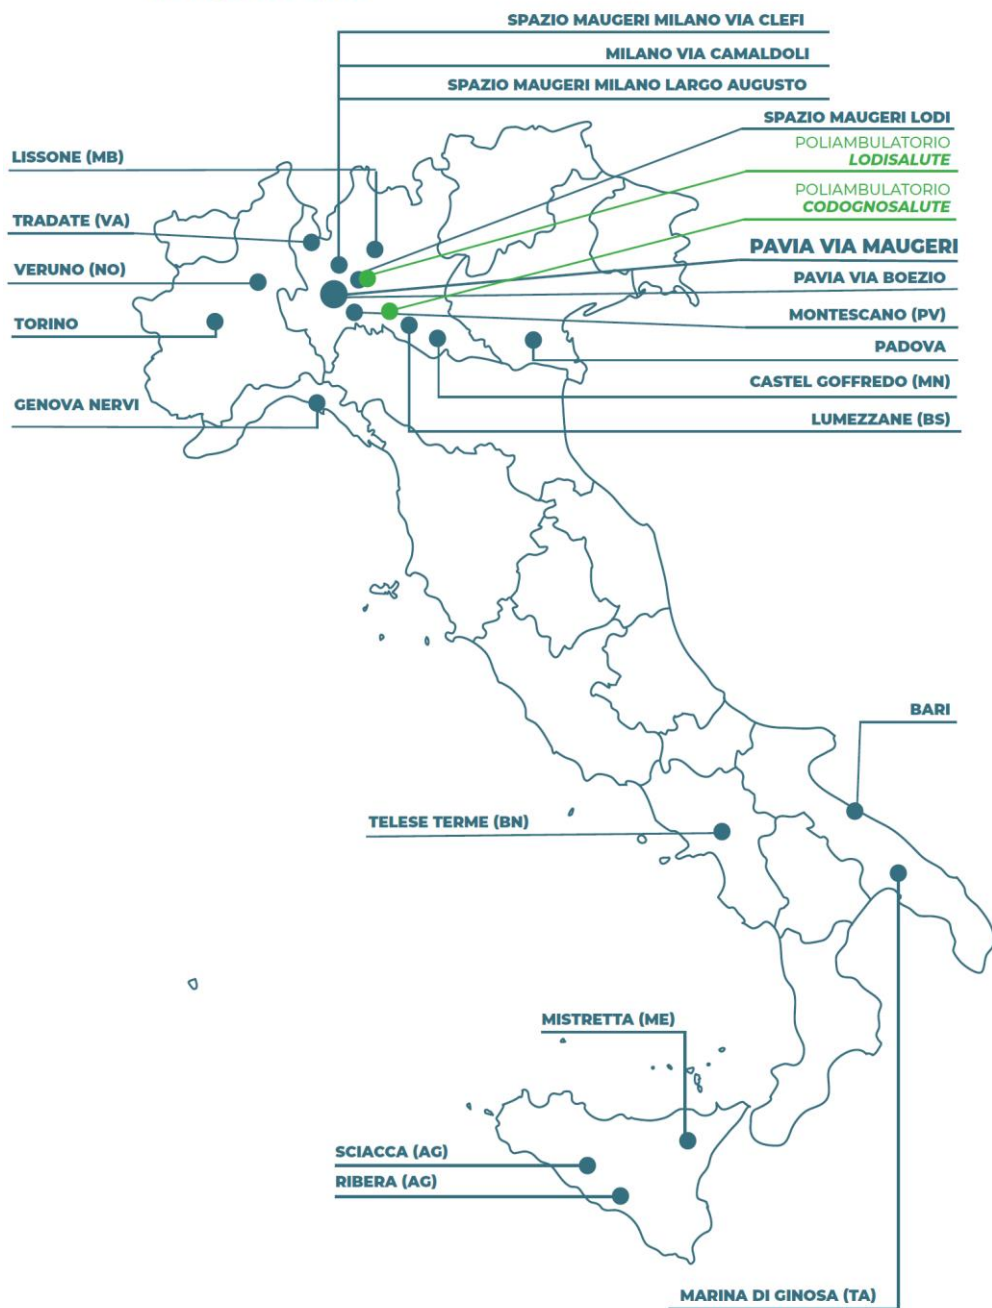 SPAZIO MAUGERI MILANO VIA CLEFI
MILANO VIA CAMALDOLI
SPAZIO MAUGERI MILANO LARGO AUGUSTO
SPAZIO MAUGERI LODI
POLIAMBULATORIO
LODISALUTE
POLIAMBULATORIO
CODOGNOSALUTE
PAVIA VIA MAUGERI
PAVIA VIA BOEZIO
MONTESCANO (PV)
PADOVA
CASTEL GOFFREDO (MN)
LUMEZZANE (BS)
LISSONE (MB)
TRADATE (VA)
VERUNO (NO)
TORINO
GENOVA NERVI
BARI
TELESE TERME (BN)
MISTRETTA (ME)
SCIACCA (AG)
RIBERA (AG)
MARINA DI GINOSA (TA)